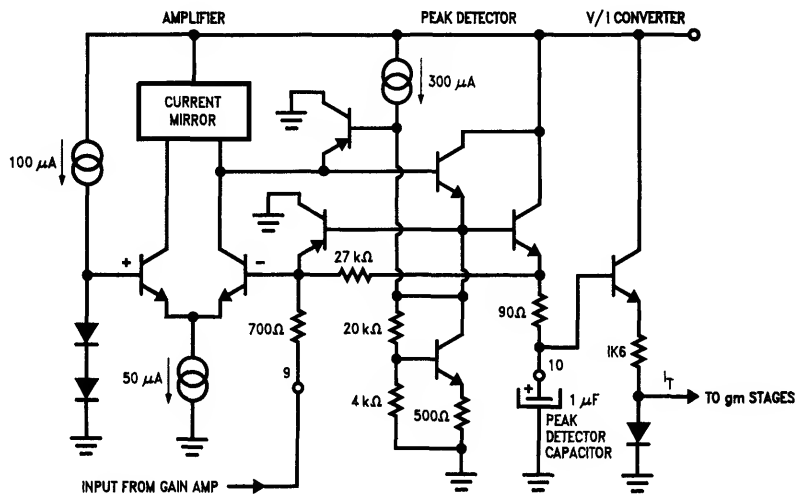 AMPLIFIER
PEAK DETECTOR
V/I CONVERTER
300 μA
CURRENT
MIRROR
100 μA
+
-
27 kΩ
700Ω
20 kΩ
90Ω
50 μA
9
10
1K6
4 kΩ
500Ω
+
1 μF
PEAK
DETECTOR
CAPACITOR
IT
TO gm STAGES
INPUT FROM GAIN AMP